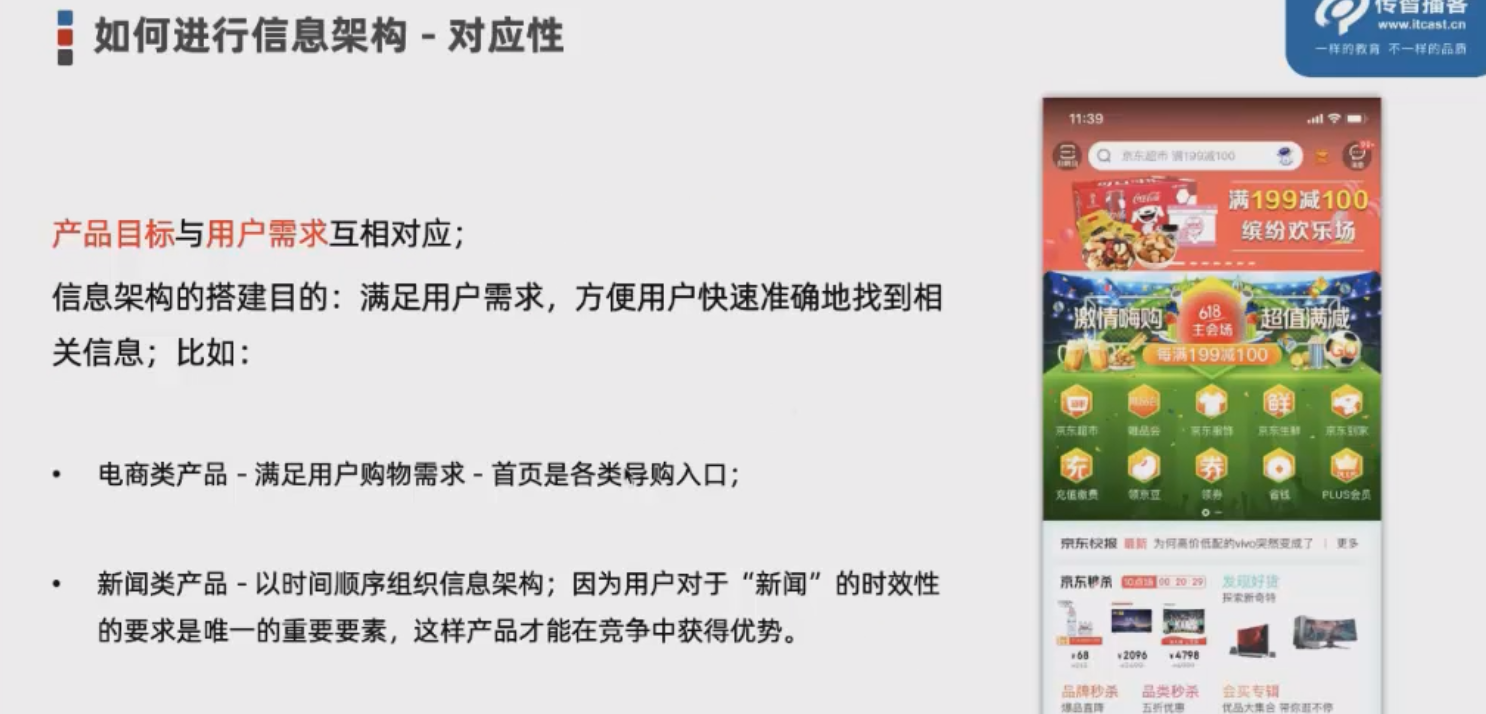 如何进行信息架构 - 对应性
传智播客
www.itcast.cn
一样的教育 不一样的品质
产品目标与用户需求互相对应；
信息架构的搭建目的：满足用户需求，方便用户快速准确地找到相
关信息；比如：
• 电商类产品 - 满足用户购物需求 - 首页是各类导购入口；
• 新闻类产品 - 以时间顺序组织信息架构；因为用户对于“新闻”的时效性
的要求是唯一的重要要素，这样产品才能在竞争中获得优势。
11:39
京东超市 满199减100
满199减100
缤纷欢乐场
激情嗨购 618 主会场 超值满减
每满199减100
京东超市 京东服饰 京东生鲜 京东到家
充 券
充值缴费 领京豆 领券 省钱 PLUS会员
京东快报 最新 为何高价低配的vivo突然变成了 更多
京东秒杀 10点场 00 20 29 发现好货
探索新奇特
¥68 ¥2096 ¥4798
品牌秒杀 品类秒杀 会买专辑
爆品直降 五折优惠 优品大集合 带你逛不停